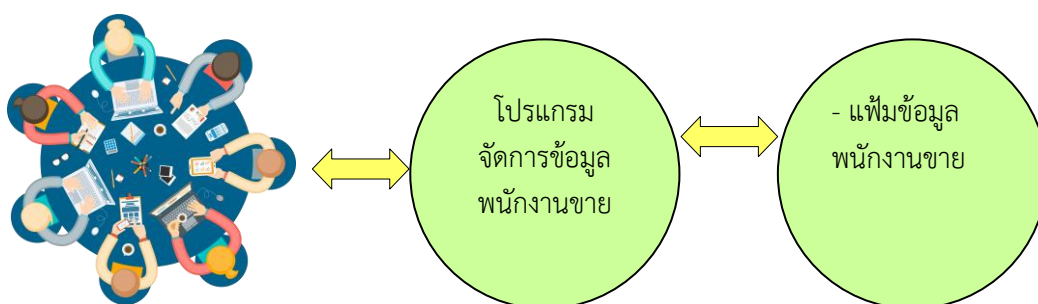 โปรแกรม
จัดการข้อมูล
พนักงานขาย
- แฟ้มข้อมูล
พนักงานขาย